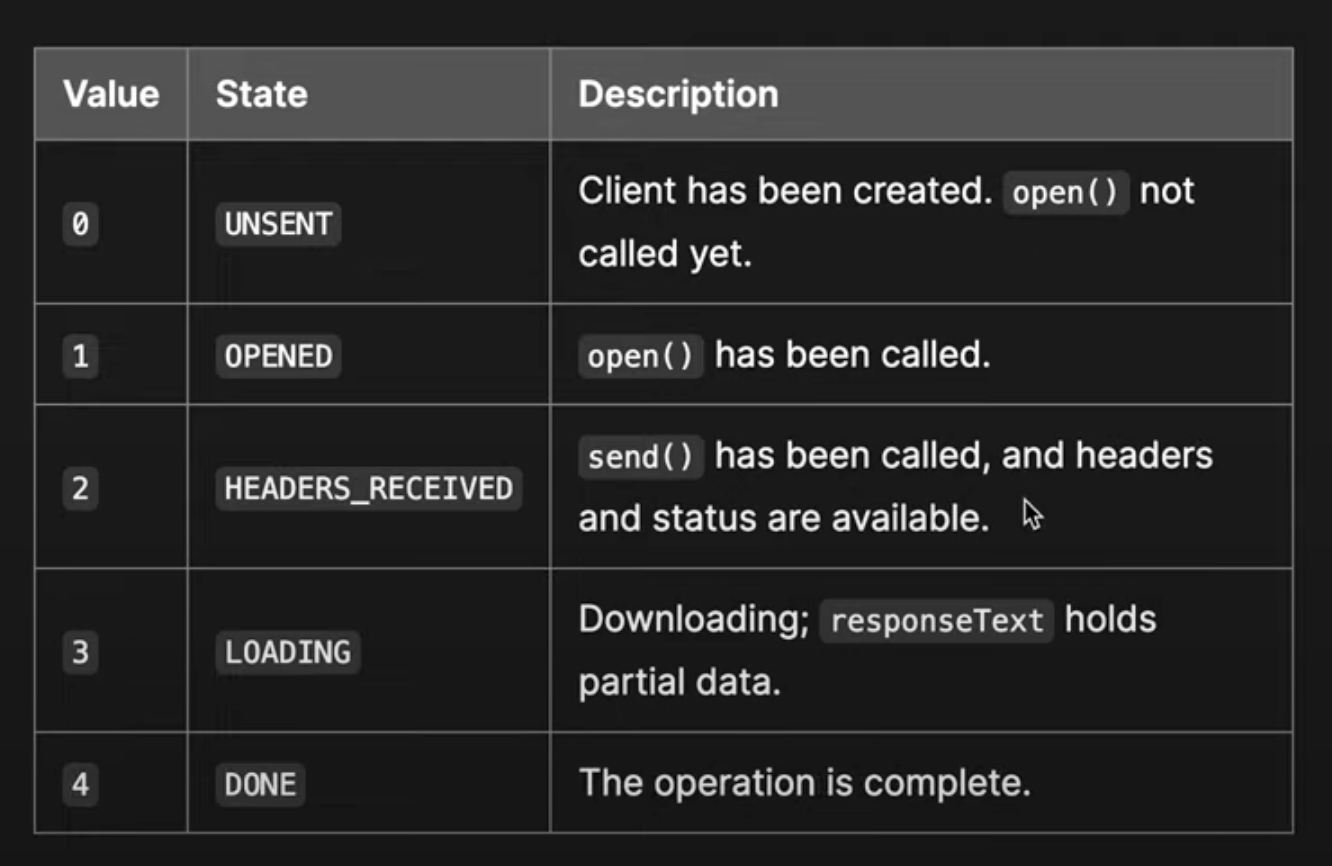 Value State Description
0 UNSENT Client has been created. open() not
called yet.
1 OPENED open() has been called.
2 HEADERS_RECEIVED send() has been called, and headers
and status are available.
3 LOADING Downloading; responseText holds
partial data.
4 DONE The operation is complete.